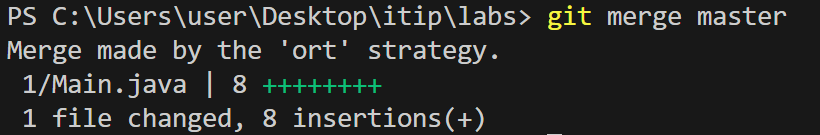 PS C:\Users\user\Desktop\itip\labs> git merge master
Merge made by the 'ort' strategy.
 1/Main.java | 8 ++++++++
 1 file changed, 8 insertions(+)